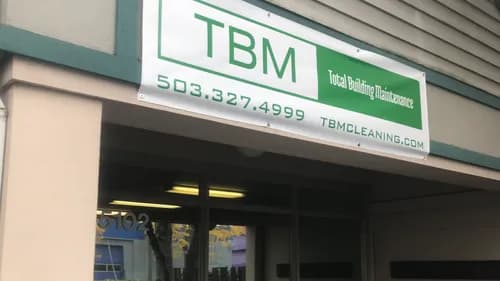 TBM
Total Building Maintenance
503.327.4999 TBMCLEANING.COM